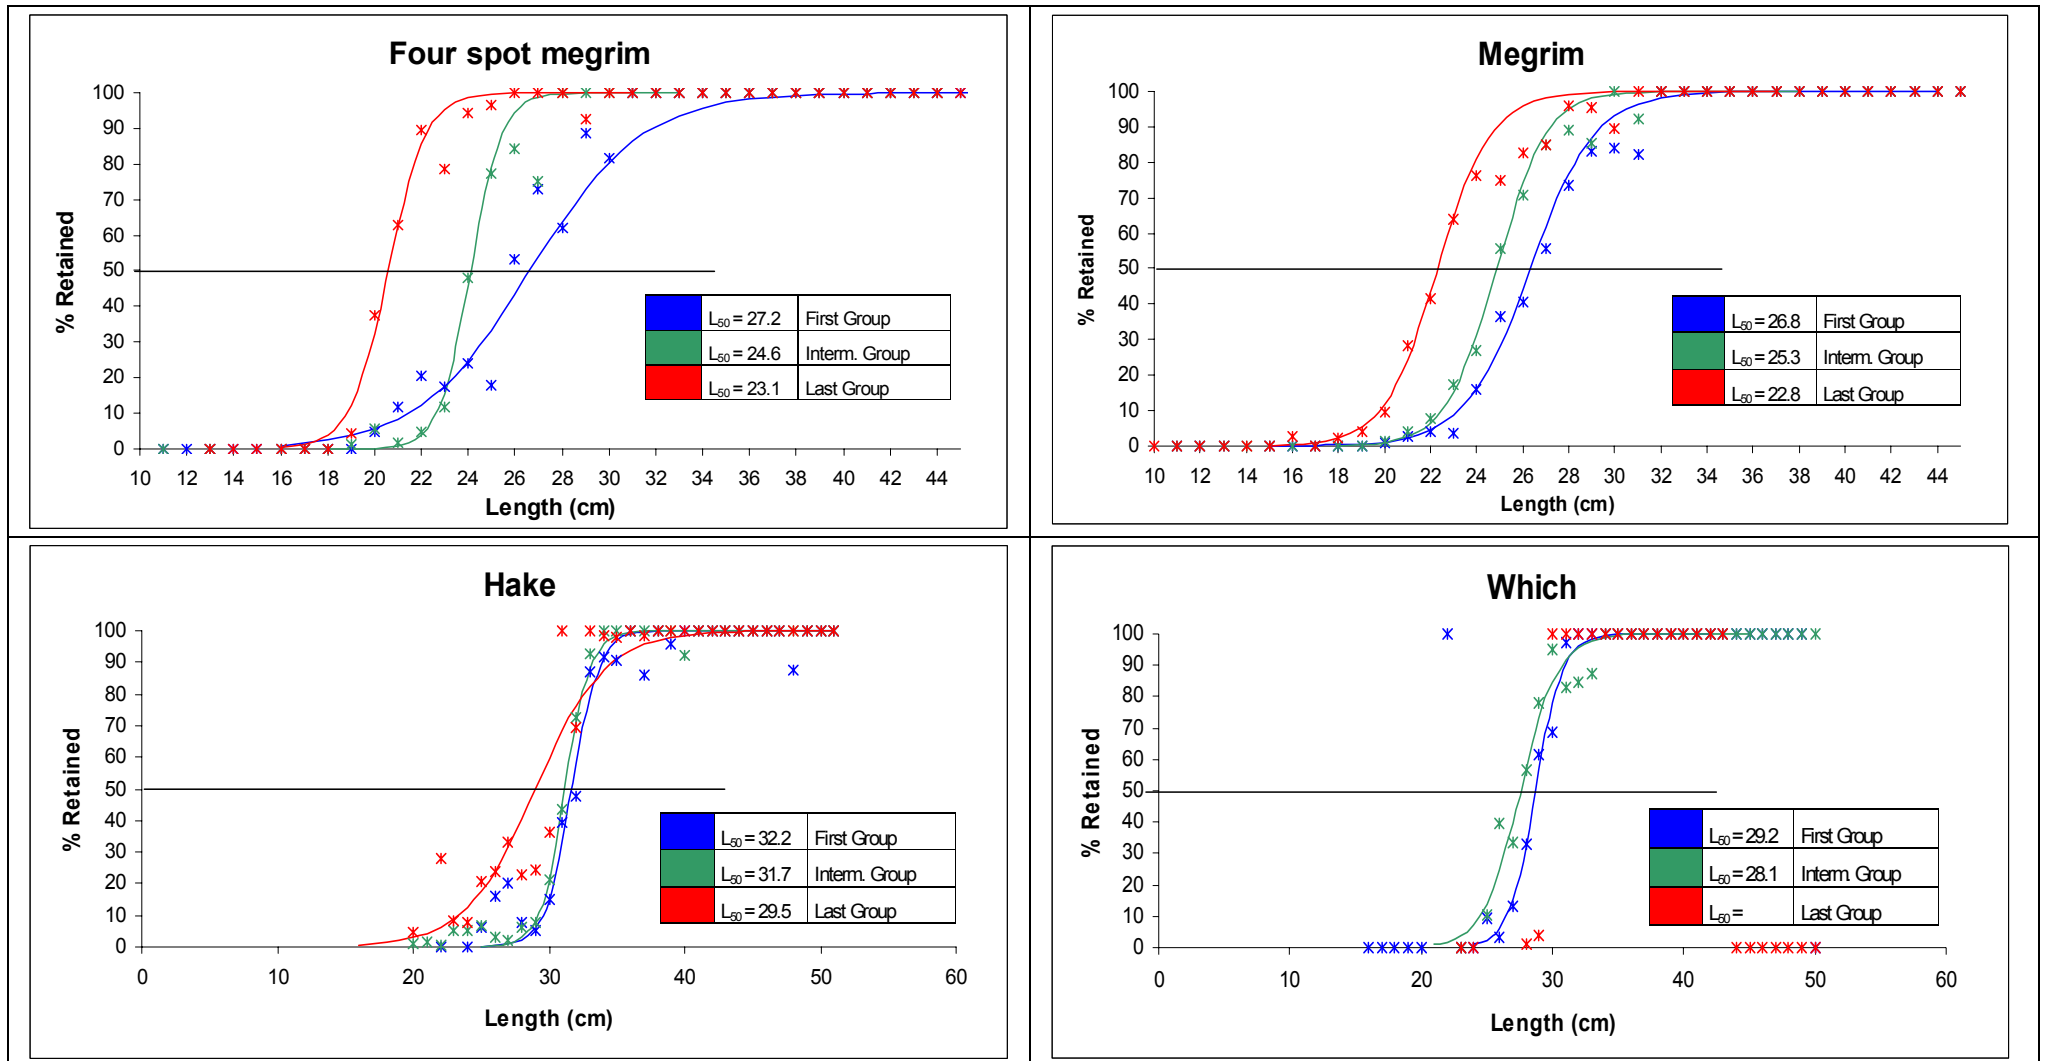 Four spot megrim
% Retained
100
90
80
70
60
50
40
30
20
10
0
10 12 14 16 18 20 22 24 26 28 30 32 34 36 38 40 42 44
Length (cm)
L50 = 27.2 First Group
L50 = 24.6 Interm. Group
L50 = 23.1 Last Group
Megrim
% Retained
100
90
80
70
60
50
40
30
20
10
0
10 12 14 16 18 20 22 24 26 28 30 32 34 36 38 40 42 44
Length (cm)
L50 = 26.8 First Group
L50 = 25.3 Interm. Group
L50 = 22.8 Last Group
Hake
% Retained
100
90
80
70
60
50
40
30
20
10
0
0 10 20 30 40 50 60
Length (cm)
L50 = 32.2 First Group
L50 = 31.7 Interm. Group
L50 = 29.5 Last Group
Which
% Retained
100
90
80
70
60
50
40
30
20
10
0
0 10 20 30 40 50 60
Length (cm)
L50 = 29.2 First Group
L50 = 28.1 Interm. Group
L50 = Last Group